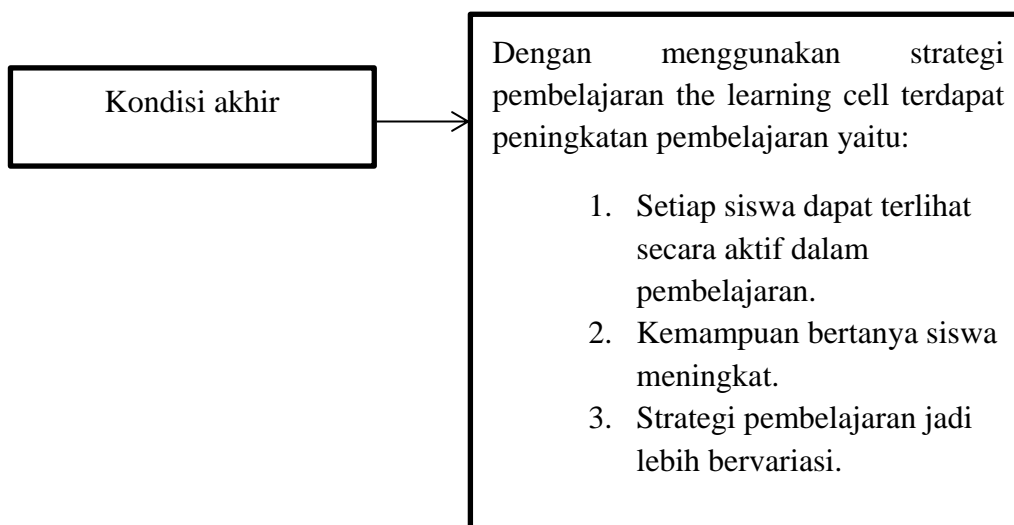 Kondisi akhir
Dengan menggunakan strategi
pembelajaran the learning cell terdapat
peningkatan pembelajaran yaitu:
1. Setiap siswa dapat terlihat
secara aktif dalam
pembelajaran.
2. Kemampuan bertanya siswa
meningkat.
3. Strategi pembelajaran jadi
lebih bervariasi.